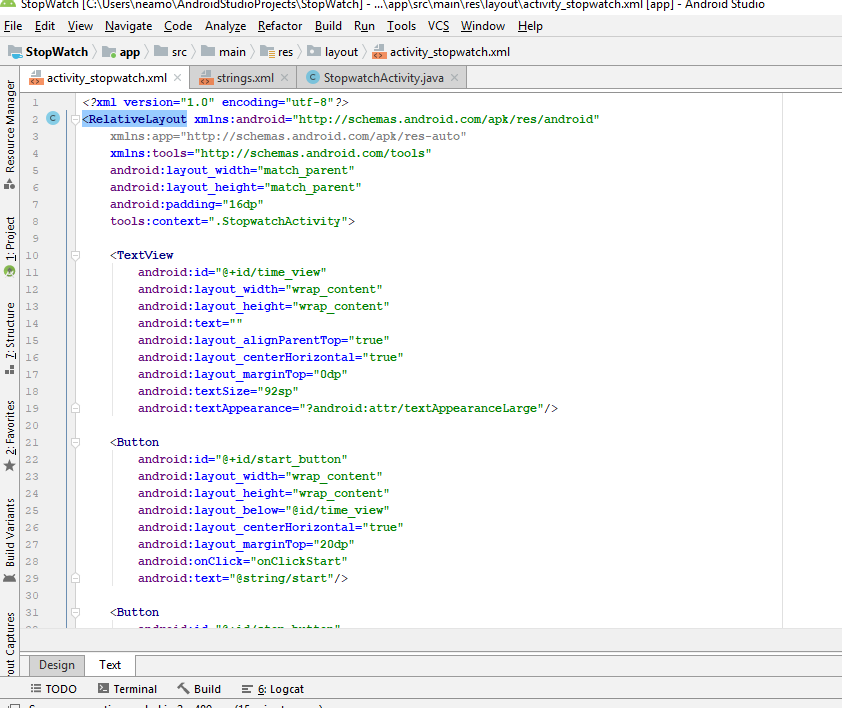 StopWatch [C:\Users\neamo\AndroidStudioProjects\StopWatch] - ...\app\src\main\res\layout\activity_stopwatch.xml [app] - Android Studio
File Edit View Navigate Code Analyze Refactor Build Run Tools VCS Window Help
StopWatch app src main res layout activity_stopwatch.xml
activity_stopwatch.xml strings.xml StopwatchActivity.java
Resource Manager
1: Project
7: Structure
2: Favorites
Build Variants
out Captures
1 <?xml version="1.0" encoding="utf-8"?>
2 C <RelativeLayout xmlns:android="http://schemas.android.com/apk/res/android"
3 xmlns:app="http://schemas.android.com/apk/res-auto"
4 xmlns:tools="http://schemas.android.com/tools"
5 android:layout_width="match_parent"
6 android:layout_height="match_parent"
7 android:padding="16dp"
8 tools:context=".StopwatchActivity">
9
10 <TextView
11 android:id="@+id/time_view"
12 android:layout_width="wrap_content"
13 android:layout_height="wrap_content"
14 android:text=""
15 android:layout_alignParentTop="true"
16 android:layout_centerHorizontal="true"
17 android:layout_marginTop="0dp"
18 android:textSize="92sp"
19 android:textAppearance="?android:attr/textAppearanceLarge"/>
20
21 <Button
22 android:id="@+id/start_button"
23 android:layout_width="wrap_content"
24 android:layout_height="wrap_content"
25 android:layout_below="@id/time_view"
26 android:layout_centerHorizontal="true"
27 android:layout_marginTop="20dp"
28 android:onClick="onClickStart"
29 android:text="@string/start"/>
30
31 <Button
android:id="@+id/stop_button"
Design Text
TODO Terminal Build 6: Logcat